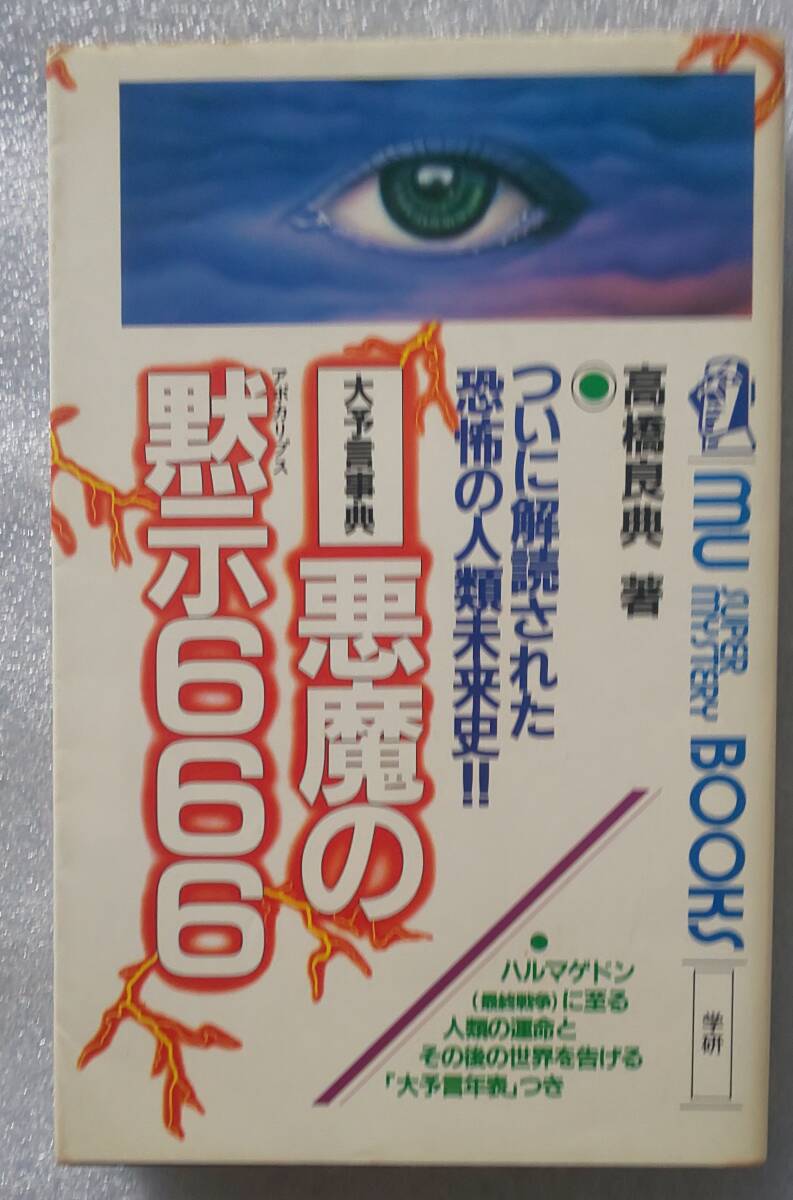 MU SUPER MYSTERY BOOKS
学研
高橋良典 著
ついに解読された
恐怖の人類未来史!!
大予言事典
悪魔の
黙示666
アポカリプス
ハルマゲドン
(最終戦争)に至る
人類の運命と
その後の世界を告げる
「大予言年表」つき